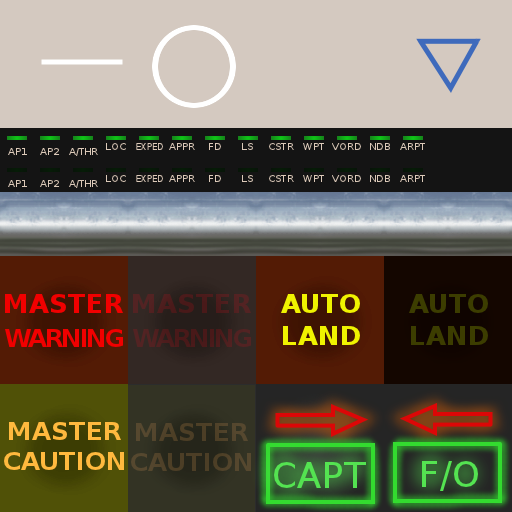 AP1 AP2 A/THR LOC EXPED APPR FD LS CSTR WPT VORD NDB ARPT
AP1 AP2 A/THR LOC EXPED APPR FD LS CSTR WPT VORD NDB ARPT
MASTER MASTER AUTO AUTO
WARNING WARNING LAND LAND
MASTER MASTER
CAUTION CAUTION
CAPT F/O